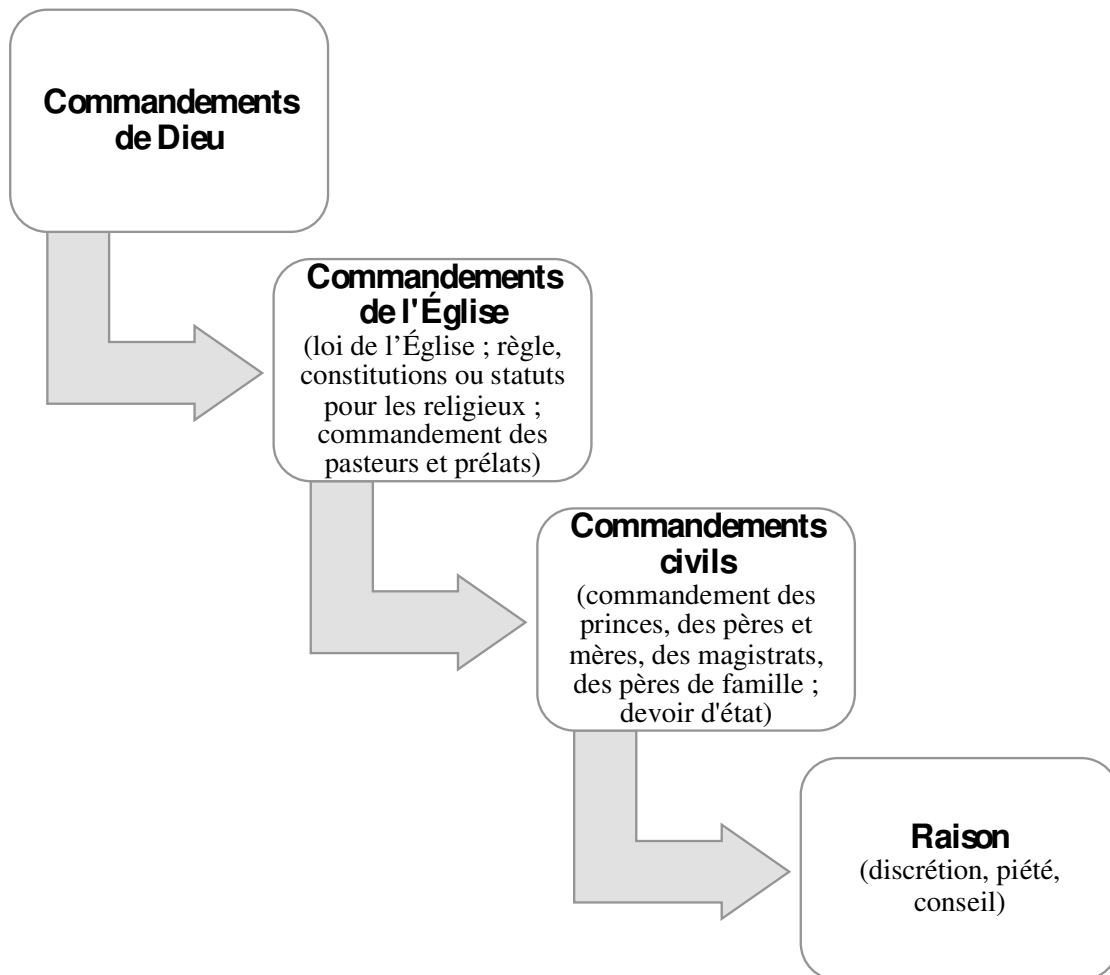 Commandements
de Dieu
Commandements
de l'Église
(loi de l’Église ; règle,
constitutions ou statuts
pour les religieux ;
commandement des
pasteurs et prélats)
Commandements
civils
(commandement des
princes, des pères et
mères, des magistrats,
des pères de famille ;
devoir d'état)
Raison
(discrétion, piété,
conseil)